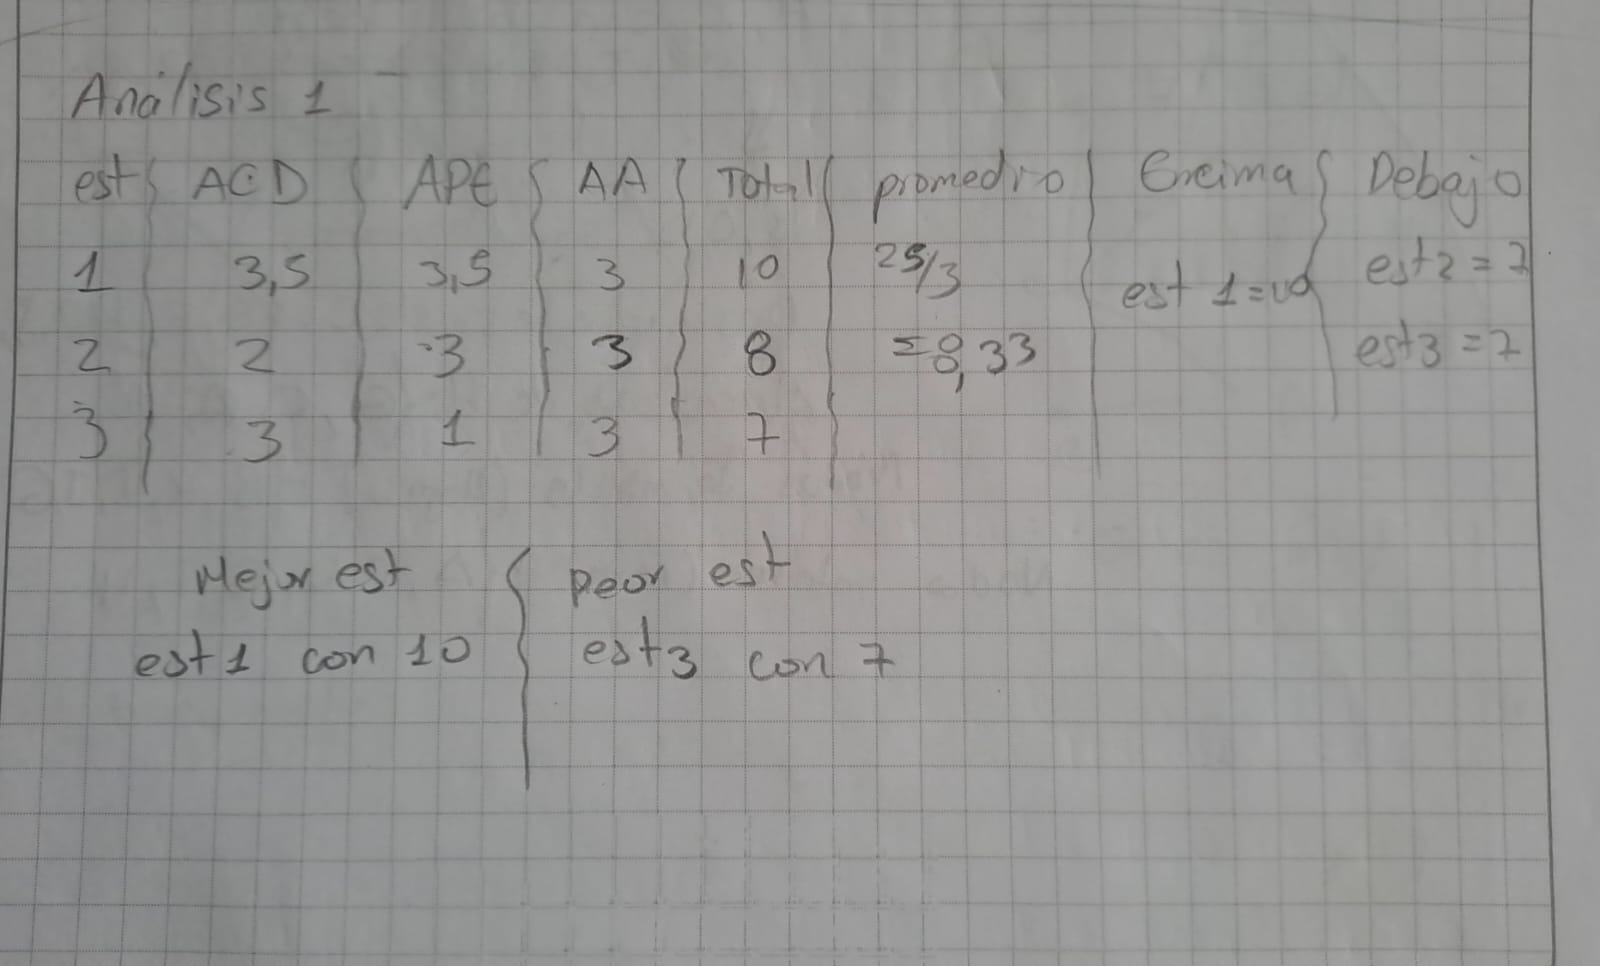 Análisis 1
est ACD APE AA Total promedio Encima Debajo
1 3,5 3,5 3 10 25/3 est 1 = est2 = 7
2 2 3 3 8 = 8,33 est3 = 7
3 3 1 3 7
Mejor est peor est
est1 con 10 est3 con 7